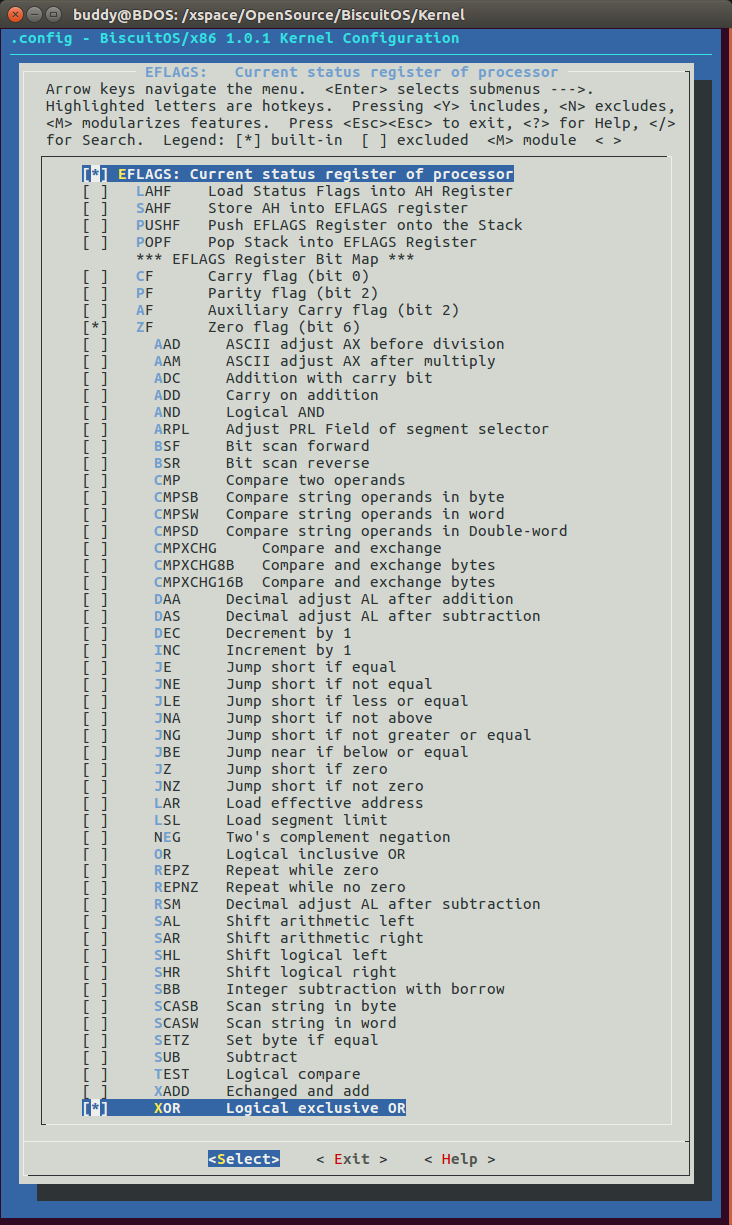 buddy@BDOS: /xspace/OpenSource/BiscuitOS/Kernel
.config - BiscuitOS/x86 1.0.1 Kernel Configuration
EFLAGS:   Current status register of processor
Arrow keys navigate the menu.  <Enter> selects submenus --->.
Highlighted letters are hotkeys.  Pressing <Y> includes, <N> excludes,
<M> modularizes features.  Press <Esc><Esc> to exit, <?> for Help, </>
for Search.  Legend: [*] built-in  [ ] excluded  <M> module  < >
[*] EFLAGS: Current status register of processor
[ ]   LAHF    Load Status Flags into AH Register
[ ]   SAHF    Store AH into EFLAGS register
[ ]   PUSHF   Push EFLAGS Register onto the Stack
[ ]   POPF    Pop Stack into EFLAGS Register
*** EFLAGS Register Bit Map ***
[ ]   CF      Carry flag (bit 0)
[ ]   PF      Parity flag (bit 2)
[ ]   AF      Auxiliary Carry flag (bit 2)
[*]   ZF      Zero flag (bit 6)
[ ]     AAD     ASCII adjust AX before division
[ ]     AAM     ASCII adjust AX after multiply
[ ]     ADC     Addition with carry bit
[ ]     ADD     Carry on addition
[ ]     AND     Logical AND
[ ]     ARPL    Adjust PRL Field of segment selector
[ ]     BSF     Bit scan forward
[ ]     BSR     Bit scan reverse
[ ]     CMP     Compare two operands
[ ]     CMPSB   Compare string operands in byte
[ ]     CMPSW   Compare string operands in word
[ ]     CMPSD   Compare string operands in Double-word
[ ]     CMPXCHG     Compare and exchange
[ ]     CMPXCHG8B   Compare and exchange bytes
[ ]     CMPXCHG16B  Compare and exchange bytes
[ ]     DAA     Decimal adjust AL after addition
[ ]     DAS     Decimal adjust AL after subtraction
[ ]     DEC     Decrement by 1
[ ]     INC     Increment by 1
[ ]     JE      Jump short if equal
[ ]     JNE     Jump short if not equal
[ ]     JLE     Jump short if less or equal
[ ]     JNA     Jump short if not above
[ ]     JNG     Jump short if not greater or equal
[ ]     JBE     Jump near if below or equal
[ ]     JZ      Jump short if zero
[ ]     JNZ     Jump short if not zero
[ ]     LAR     Load effective address
[ ]     LSL     Load segment limit
[ ]     NEG     Two's complement negation
[ ]     OR      Logical inclusive OR
[ ]     REPZ    Repeat while zero
[ ]     REPNZ   Repeat while no zero
[ ]     RSM     Decimal adjust AL after subtraction
[ ]     SAL     Shift arithmetic left
[ ]     SAR     Shift arithmetic right
[ ]     SHL     Shift logical left
[ ]     SHR     Shift logical right
[ ]     SBB     Integer subtraction with borrow
[ ]     SCASB   Scan string in byte
[ ]     SCASW   Scan string in word
[ ]     SETZ    Set byte if equal
[ ]     SUB     Subtract
[ ]     TEST    Logical compare
[ ]     XADD    Echanged and add
[*]     XOR     Logical exclusive OR
<Select>    < Exit >    < Help >